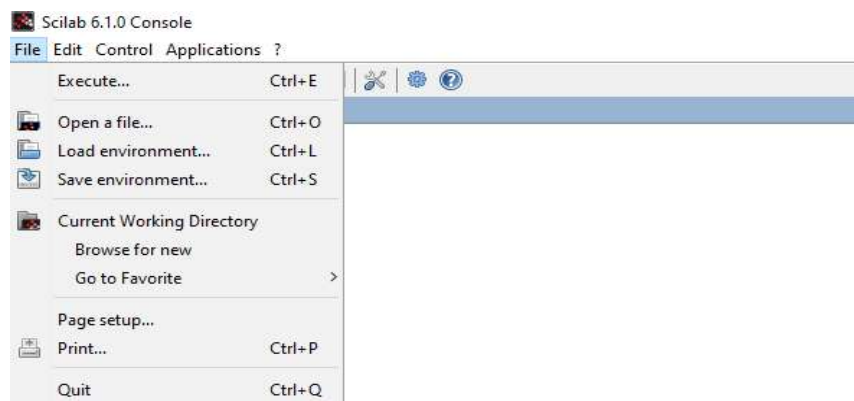 Scilab 6.1.0 Console
File Edit Control Applications ?
Execute... Ctrl+E
Open a file... Ctrl+O
Load environment... Ctrl+L
Save environment... Ctrl+S
Current Working Directory
Browse for new
Go to Favorite >
Page setup...
Print... Ctrl+P
Quit Ctrl+Q